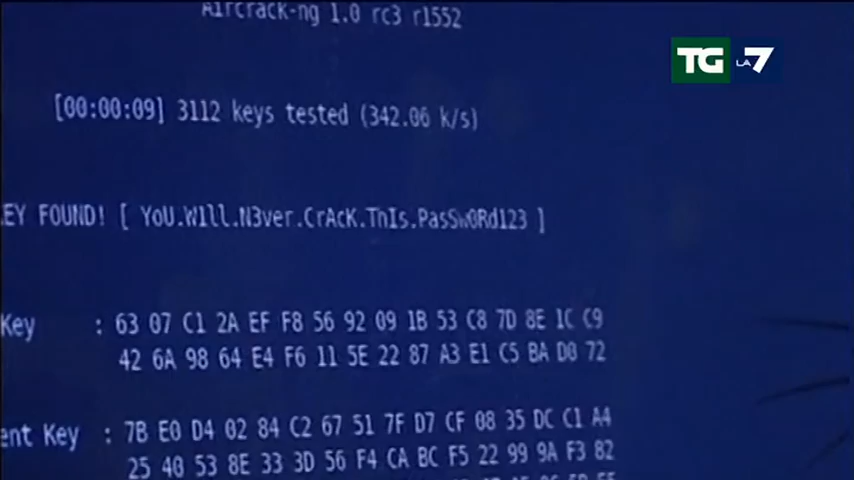 Aircrack-ng 1.0 rc3 r1552
TG LA7
[00:00:09] 3112 keys tested (342.06 k/s)
EY FOUND! [ YoU.W1ll.N3ver.CrAcK.ThIs.PasSw0Rd123 ]
Key : 63 07 C1 2A EF F8 56 92 09 1B 53 C8 7D 8E 1C C9
42 6A 98 64 E4 F6 11 5E 22 87 A3 E1 C5 BA D0 72
ent Key : 7B E0 D4 02 84 C2 67 51 7F D7 CF 08 35 DC C1 A4
25 40 53 8E 33 3D 56 F4 CA BC F5 22 99 9A F3 82